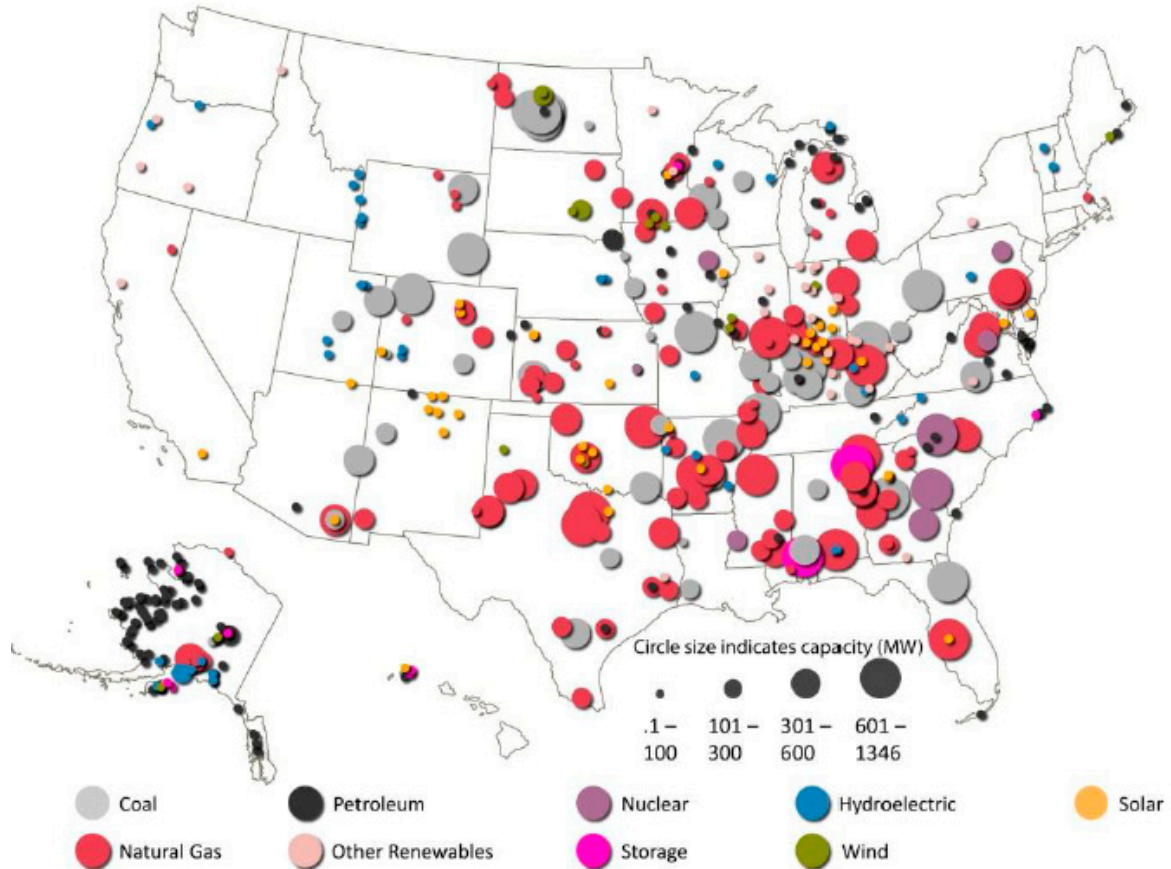 Circle size indicates capacity (MW)
.1 – 101 – 301 – 601 –
100 300 600 1346
Coal Petroleum Nuclear Hydroelectric Solar
Natural Gas Other Renewables Storage Wind